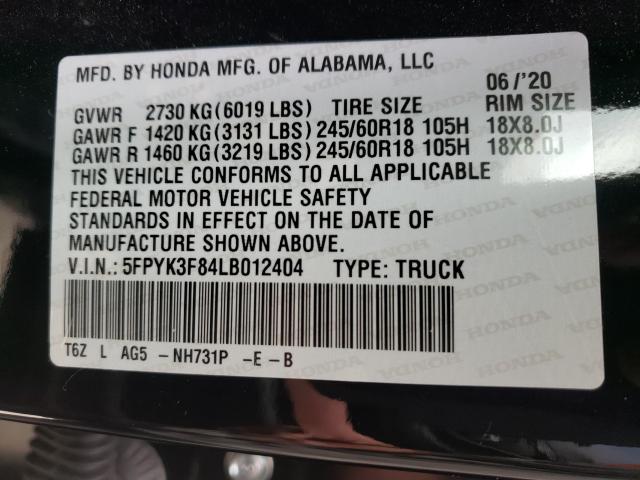 MFD. BY HONDA MFG. OF ALABAMA, LLC 06/'20
GVWR 2730 KG(6019 LBS) TIRE SIZE RIM SIZE
GAWR F 1420 KG(3131 LBS) 245/60R18 105H 18X8.0J
GAWR R 1460 KG(3219 LBS) 245/60R18 105H 18X8.0J
THIS VEHICLE CONFORMS TO ALL APPLICABLE
FEDERAL MOTOR VEHICLE SAFETY
STANDARDS IN EFFECT ON THE DATE OF
MANUFACTURE SHOWN ABOVE.
V.I.N.: 5FPYK3F84LB012404 TYPE: TRUCK
T6Z L AG5 -NH731P -E -B